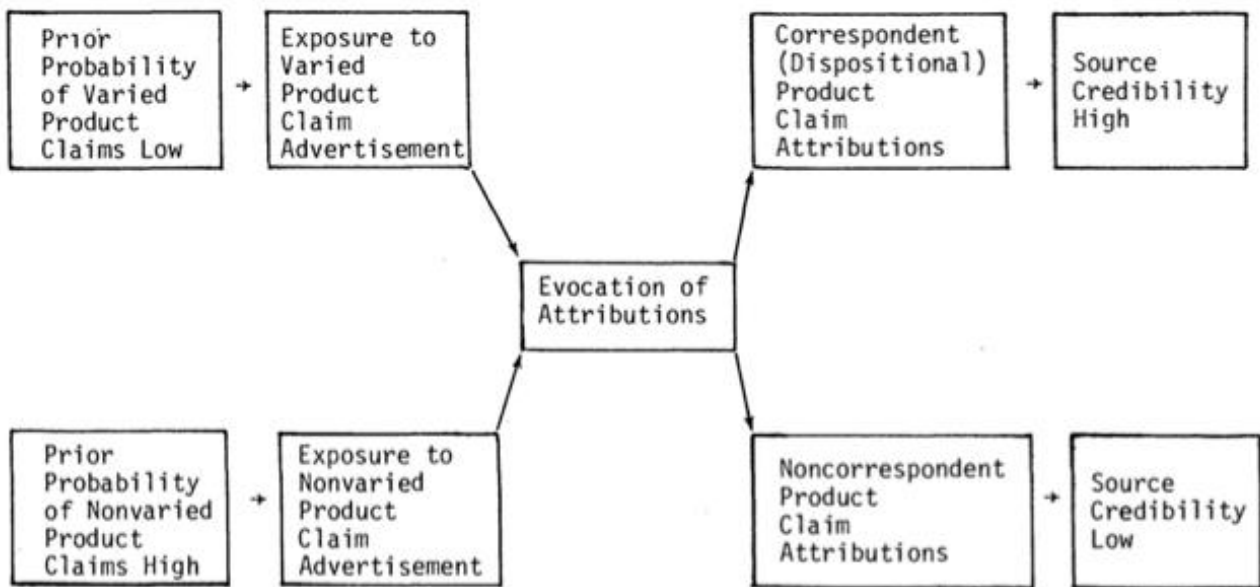 Prior
Probability
of Varied
Product
Claims Low
Exposure to
Varied
Product
Claim
Advertisement
Correspondent
(Dispositional)
Product
Claim
Attributions
Source
Credibility
High
Evocation of
Attributions
Prior
Probability
of Nonvaried
Product
Claims High
Exposure to
Nonvaried
Product
Claim
Advertisement
Noncorrespondent
Product
Claim
Attributions
Source
Credibility
Low